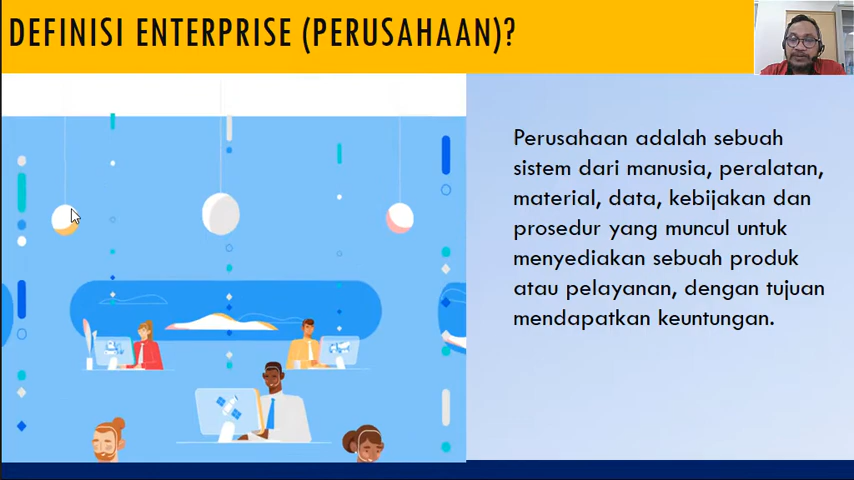 DEFINISI ENTERPRISE (PERUSAHAAN)?
Perusahaan adalah sebuah
sistem dari manusia, peralatan,
material, data, kebijakan dan
prosedur yang muncul untuk
menyediakan sebuah produk
atau pelayanan, dengan tujuan
mendapatkan keuntungan.